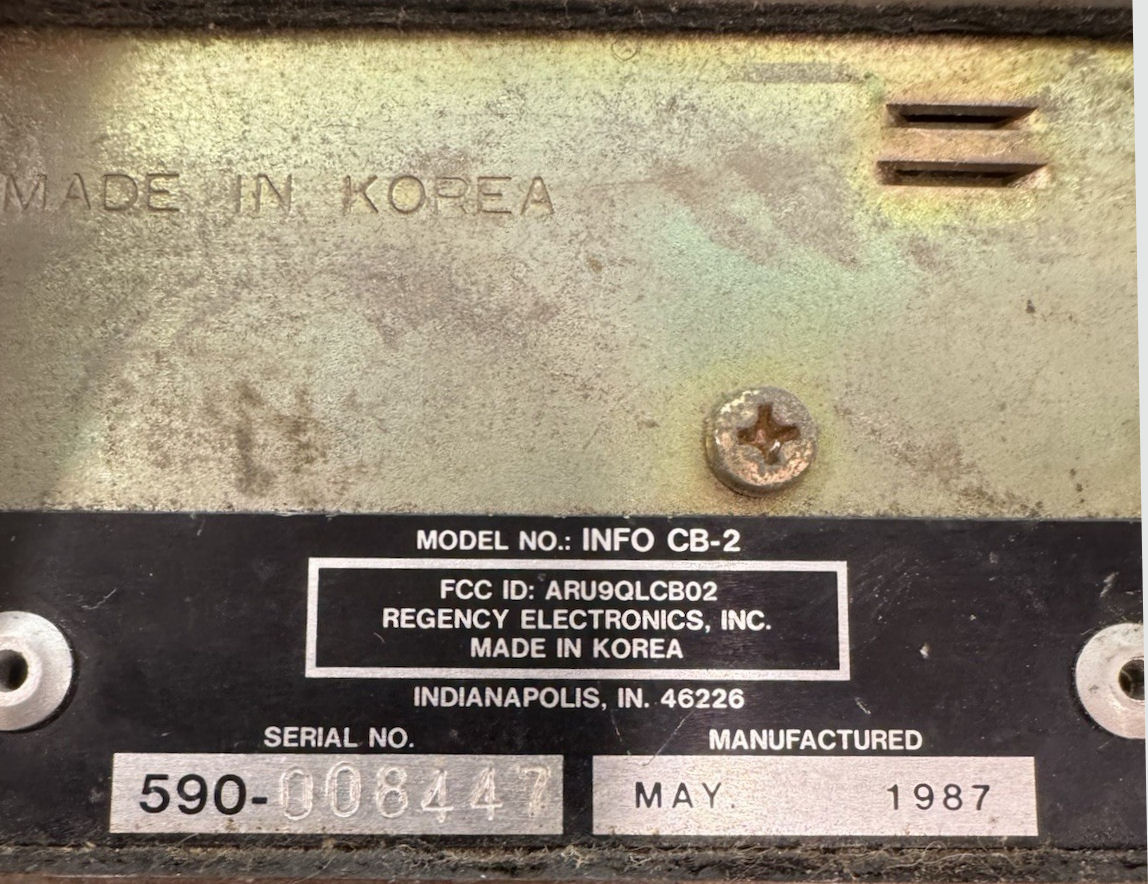 MADE IN KOREA
MODEL NO.: INFO CB-2
FCC ID: ARU9QLCB02
REGENCY ELECTRONICS, INC.
MADE IN KOREA
INDIANAPOLIS, IN. 46226
SERIAL NO.
590-008447
MANUFACTURED
MAY. 1987